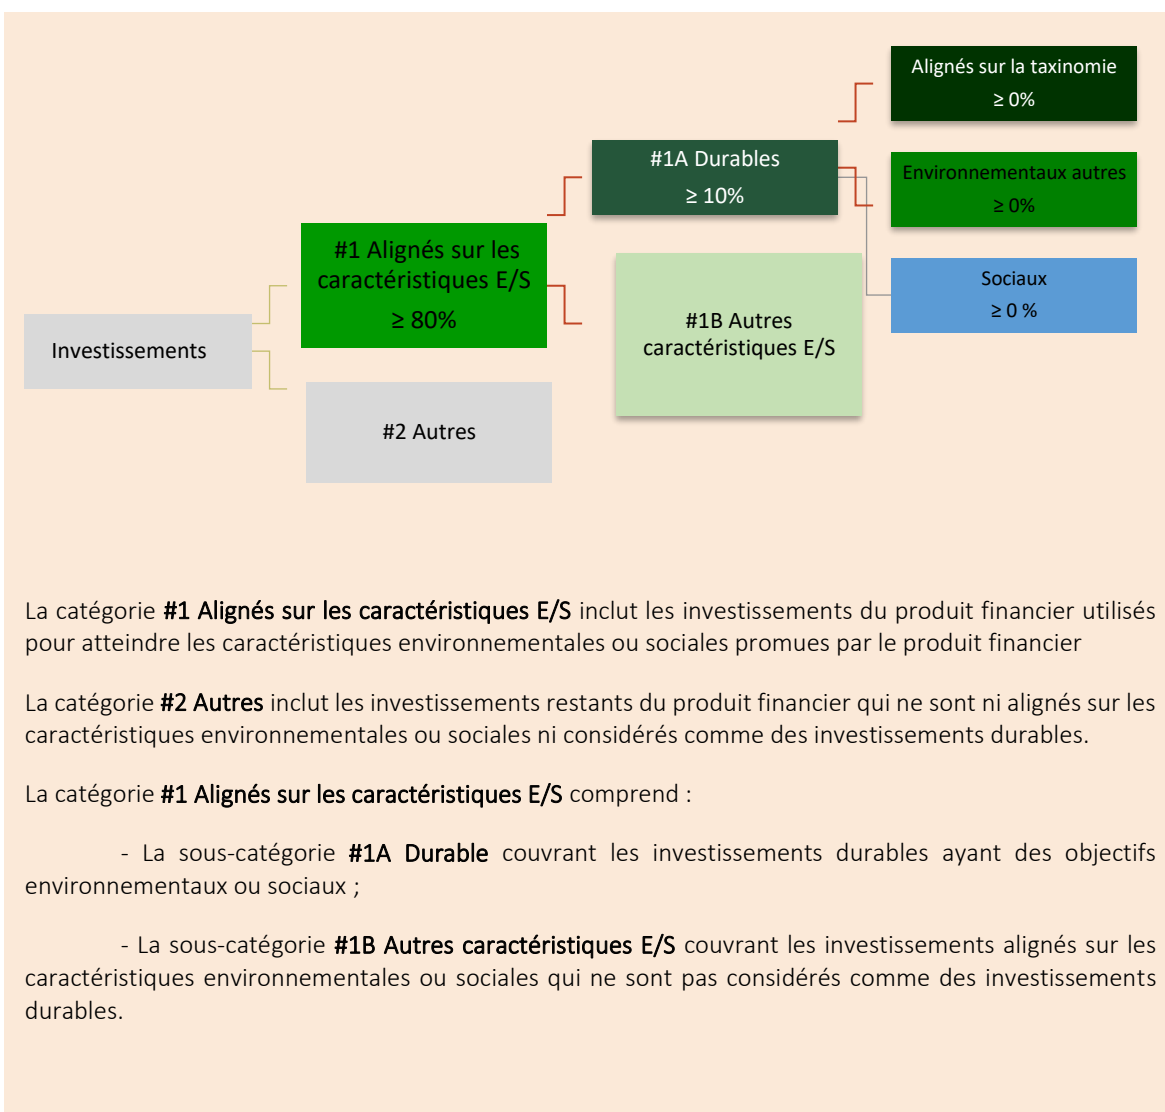 Alignés sur la taxinomie
≥ 0%
#1A Durables
≥ 10%
Environnementaux autres
≥ 0%
#1 Alignés sur les
caractéristiques E/S
≥ 80%
Sociaux
≥ 0 %
#1B Autres
caractéristiques E/S
Investissements
#2 Autres
La catégorie #1 Alignés sur les caractéristiques E/S inclut les investissements du produit financier utilisés
pour atteindre les caractéristiques environnementales ou sociales promues par le produit financier
La catégorie #2 Autres inclut les investissements restants du produit financier qui ne sont ni alignés sur les
caractéristiques environnementales ou sociales ni considérés comme des investissements durables.
La catégorie #1 Alignés sur les caractéristiques E/S comprend :
- La sous-catégorie #1A Durable couvrant les investissements durables ayant des objectifs
environnementaux ou sociaux ;
- La sous-catégorie #1B Autres caractéristiques E/S couvrant les investissements alignés sur les
caractéristiques environnementales ou sociales qui ne sont pas considérés comme des investissements
durables.